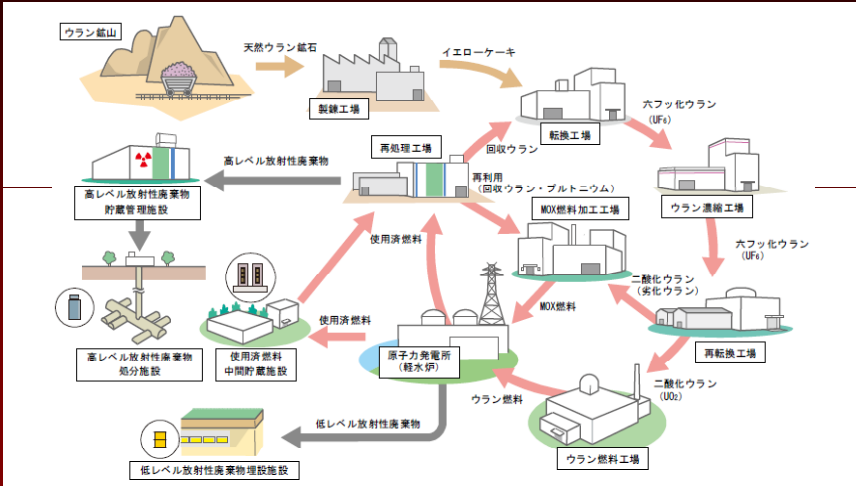 ウラン鉱山
天然ウラン鉱石
製錬工場
イエローケーキ
転換工場
六フッ化ウラン
(UF₆)
ウラン濃縮工場
六フッ化ウラン
(UF₆)
再転換工場
二酸化ウラン
(劣化ウラン)
二酸化ウラン
(UO₂)
ウラン燃料工場
ウラン燃料
MOX燃料加工工場
MOX燃料
再処理工場
回収ウラン
再利用
(回収ウラン・プルトニウム)
高レベル放射性廃棄物
高レベル放射性廃棄物
貯蔵管理施設
高レベル放射性廃棄物
処分施設
使用済燃料
使用済燃料
使用済燃料
中間貯蔵施設
原子力発電所
(軽水炉)
低レベル放射性廃棄物
低レベル放射性廃棄物埋設施設